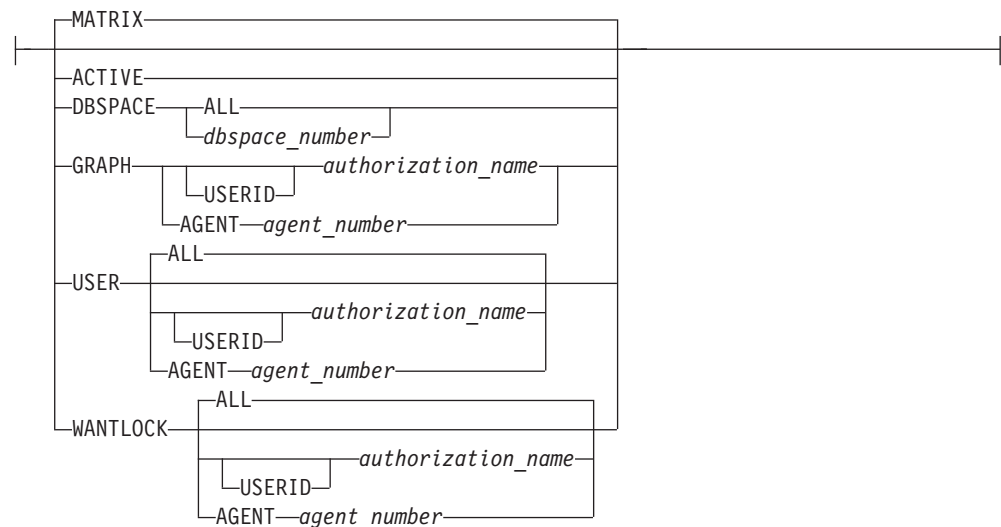 MATRIX
ACTIVE
DBSPACE ALL
dbspace_number
GRAPH authorization_name
USERID
AGENT agent_number
ALL
USER
authorization_name
USERID
AGENT agent_number
ALL
WANTLOCK
authorization_name
USERID
AGENT agent_number